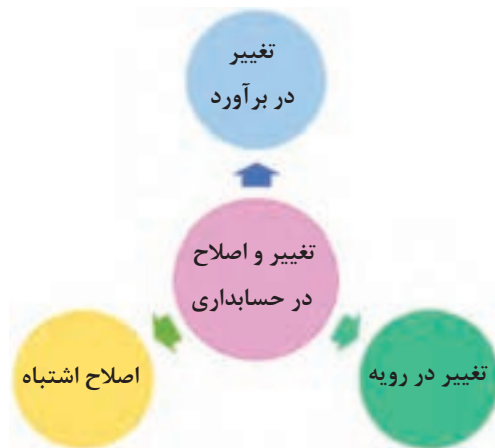 تغییر
در برآورد
تغییر و اصلاح
در حسابداری
تغییر در رویه
اصلاح اشتباه